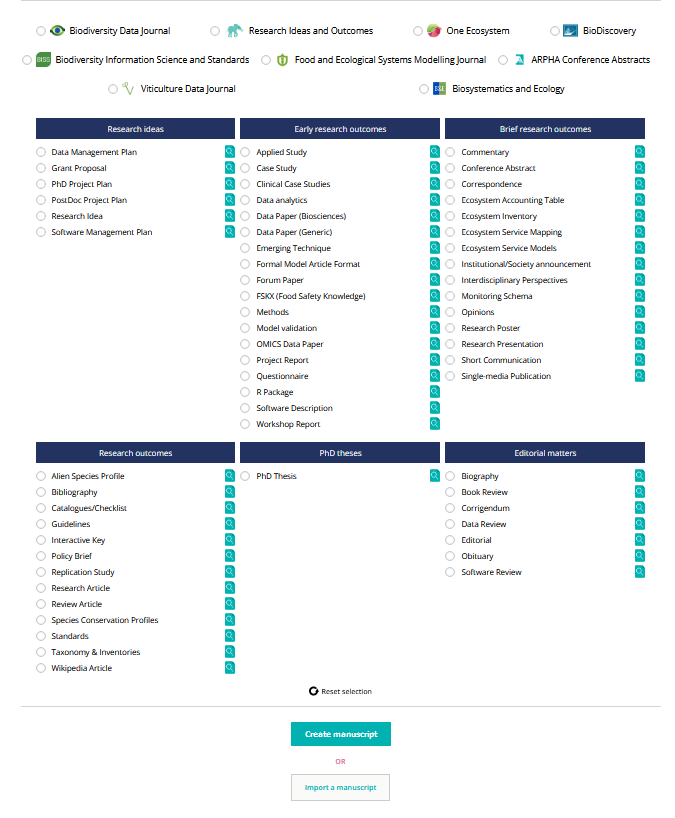 Biodiversity Data Journal
Research Ideas and Outcomes
One Ecosystem
BioDiscovery
BISS Biodiversity Information Science and Standards
Food and Ecological Systems Modelling Journal
ARPHA Conference Abstracts
Viticulture Data Journal
Biosystematics and Ecology
Research ideas
Data Management Plan
Grant Proposal
PhD Project Plan
PostDoc Project Plan
Research Idea
Software Management Plan
Early research outcomes
Applied Study
Case Study
Clinical Case Studies
Data analytics
Data Paper (Biosciences)
Data Paper (Generic)
Emerging Technique
Formal Model Article Format
Forum Paper
FSKX (Food Safety Knowledge)
Methods
Model validation
OMICS Data Paper
Project Report
Questionnaire
R Package
Software Description
Workshop Report
Brief research outcomes
Commentary
Conference Abstract
Correspondence
Ecosystem Accounting Table
Ecosystem Inventory
Ecosystem Service Mapping
Ecosystem Service Models
Institutional/Society announcement
Interdisciplinary Perspectives
Monitoring Schema
Opinions
Research Poster
Research Presentation
Short Communication
Single-media Publication
Research outcomes
Alien Species Profile
Bibliography
Catalogues/Checklist
Guidelines
Interactive Key
Policy Brief
Replication Study
Research Article
Review Article
Species Conservation Profiles
Standards
Taxonomy & Inventories
Wikipedia Article
PhD theses
PhD Thesis
Editorial matters
Biography
Book Review
Corrigendum
Data Review
Editorial
Obituary
Software Review
Reset selection
Create manuscript
OR
Import a manuscript